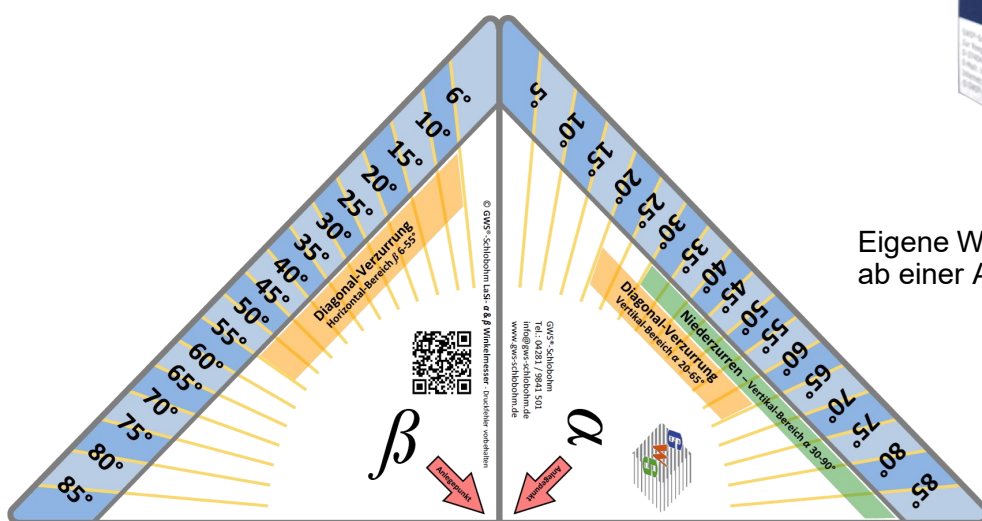 6°
10°
15°
20°
25°
30°
35°
40°
45°
50°
55°
60°
65°
70°
75°
80°
85°
Diagonal-Verzurrung
Horizontal-Bereich β 6-55°
β
Anlegepunkt
© GWS®-Schlobohm LaSi- α & β Winkelmesser - Druckfehler vorbehalten
5°
10°
15°
20°
25°
30°
35°
40°
45°
50°
55°
60°
65°
70°
75°
80°
85°
Niederzurren – Vertikal-Bereich α 30-90°
Diagonal-Verzurrung
Vertikal-Bereich α 20-65°
GWS®-Schlobohm
Tel.: 04281 / 9841 501
info@gws-schlobohm.de
www.gws-schlobohm.de
α
Anlegepunkt
GWS
Eigene W
ab einer A